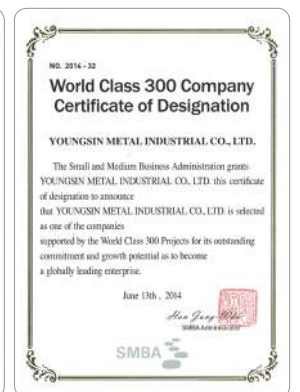 NO. 2014 - 32
World Class 300 Company
Certificate of Designation
YOUNGSIN METAL INDUSTRIAL CO., LTD.
The Small and Medium Business Administration grants
YOUNGSIN METAL INDUSTRIAL CO., LTD. this certificate
of designation to announce
that YOUNGSIN METAL INDUSTRIAL CO., LTD. is selected
as one of the companies
supported by the World Class 300 Projects for its outstanding
commitment and growth potential as to become
a globally leading enterprise.
June 13th , 2014
SMBA Administrator
SMBA